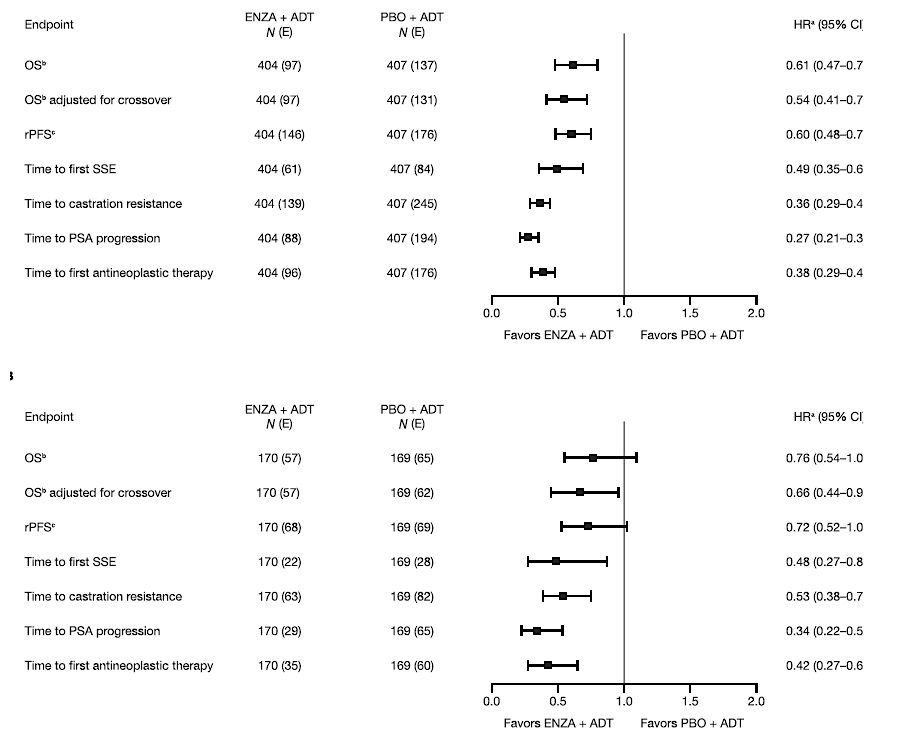 Endpoint ENZA + ADT PBO + ADT HRᵃ (95% CI
N (E) N (E)
OSᵇ 404 (97) 407 (137) 0.61 (0.47–0.7
OSᵇ adjusted for crossover 404 (97) 407 (131) 0.54 (0.41–0.7
rPFSᶜ 404 (146) 407 (176) 0.60 (0.48–0.7
Time to first SSE 404 (61) 407 (84) 0.49 (0.35–0.6
Time to castration resistance 404 (139) 407 (245) 0.36 (0.29–0.4
Time to PSA progression 404 (88) 407 (194) 0.27 (0.21–0.3
Time to first antineoplastic therapy 404 (96) 407 (176) 0.38 (0.29–0.4
0.0 0.5 1.0 1.5 2.0
Favors ENZA + ADT Favors PBO + ADT
Endpoint ENZA + ADT PBO + ADT HRᵃ (95% CI
N (E) N (E)
OSᵇ 170 (57) 169 (65) 0.76 (0.54–1.0
OSᵇ adjusted for crossover 170 (57) 169 (62) 0.66 (0.44–0.9
rPFSᶜ 170 (68) 169 (69) 0.72 (0.52–1.0
Time to first SSE 170 (22) 169 (28) 0.48 (0.27–0.8
Time to castration resistance 170 (63) 169 (82) 0.53 (0.38–0.7
Time to PSA progression 170 (29) 169 (65) 0.34 (0.22–0.5
Time to first antineoplastic therapy 170 (35) 169 (60) 0.42 (0.27–0.6
0.0 0.5 1.0 1.5 2.0
Favors ENZA + ADT Favors PBO + ADT